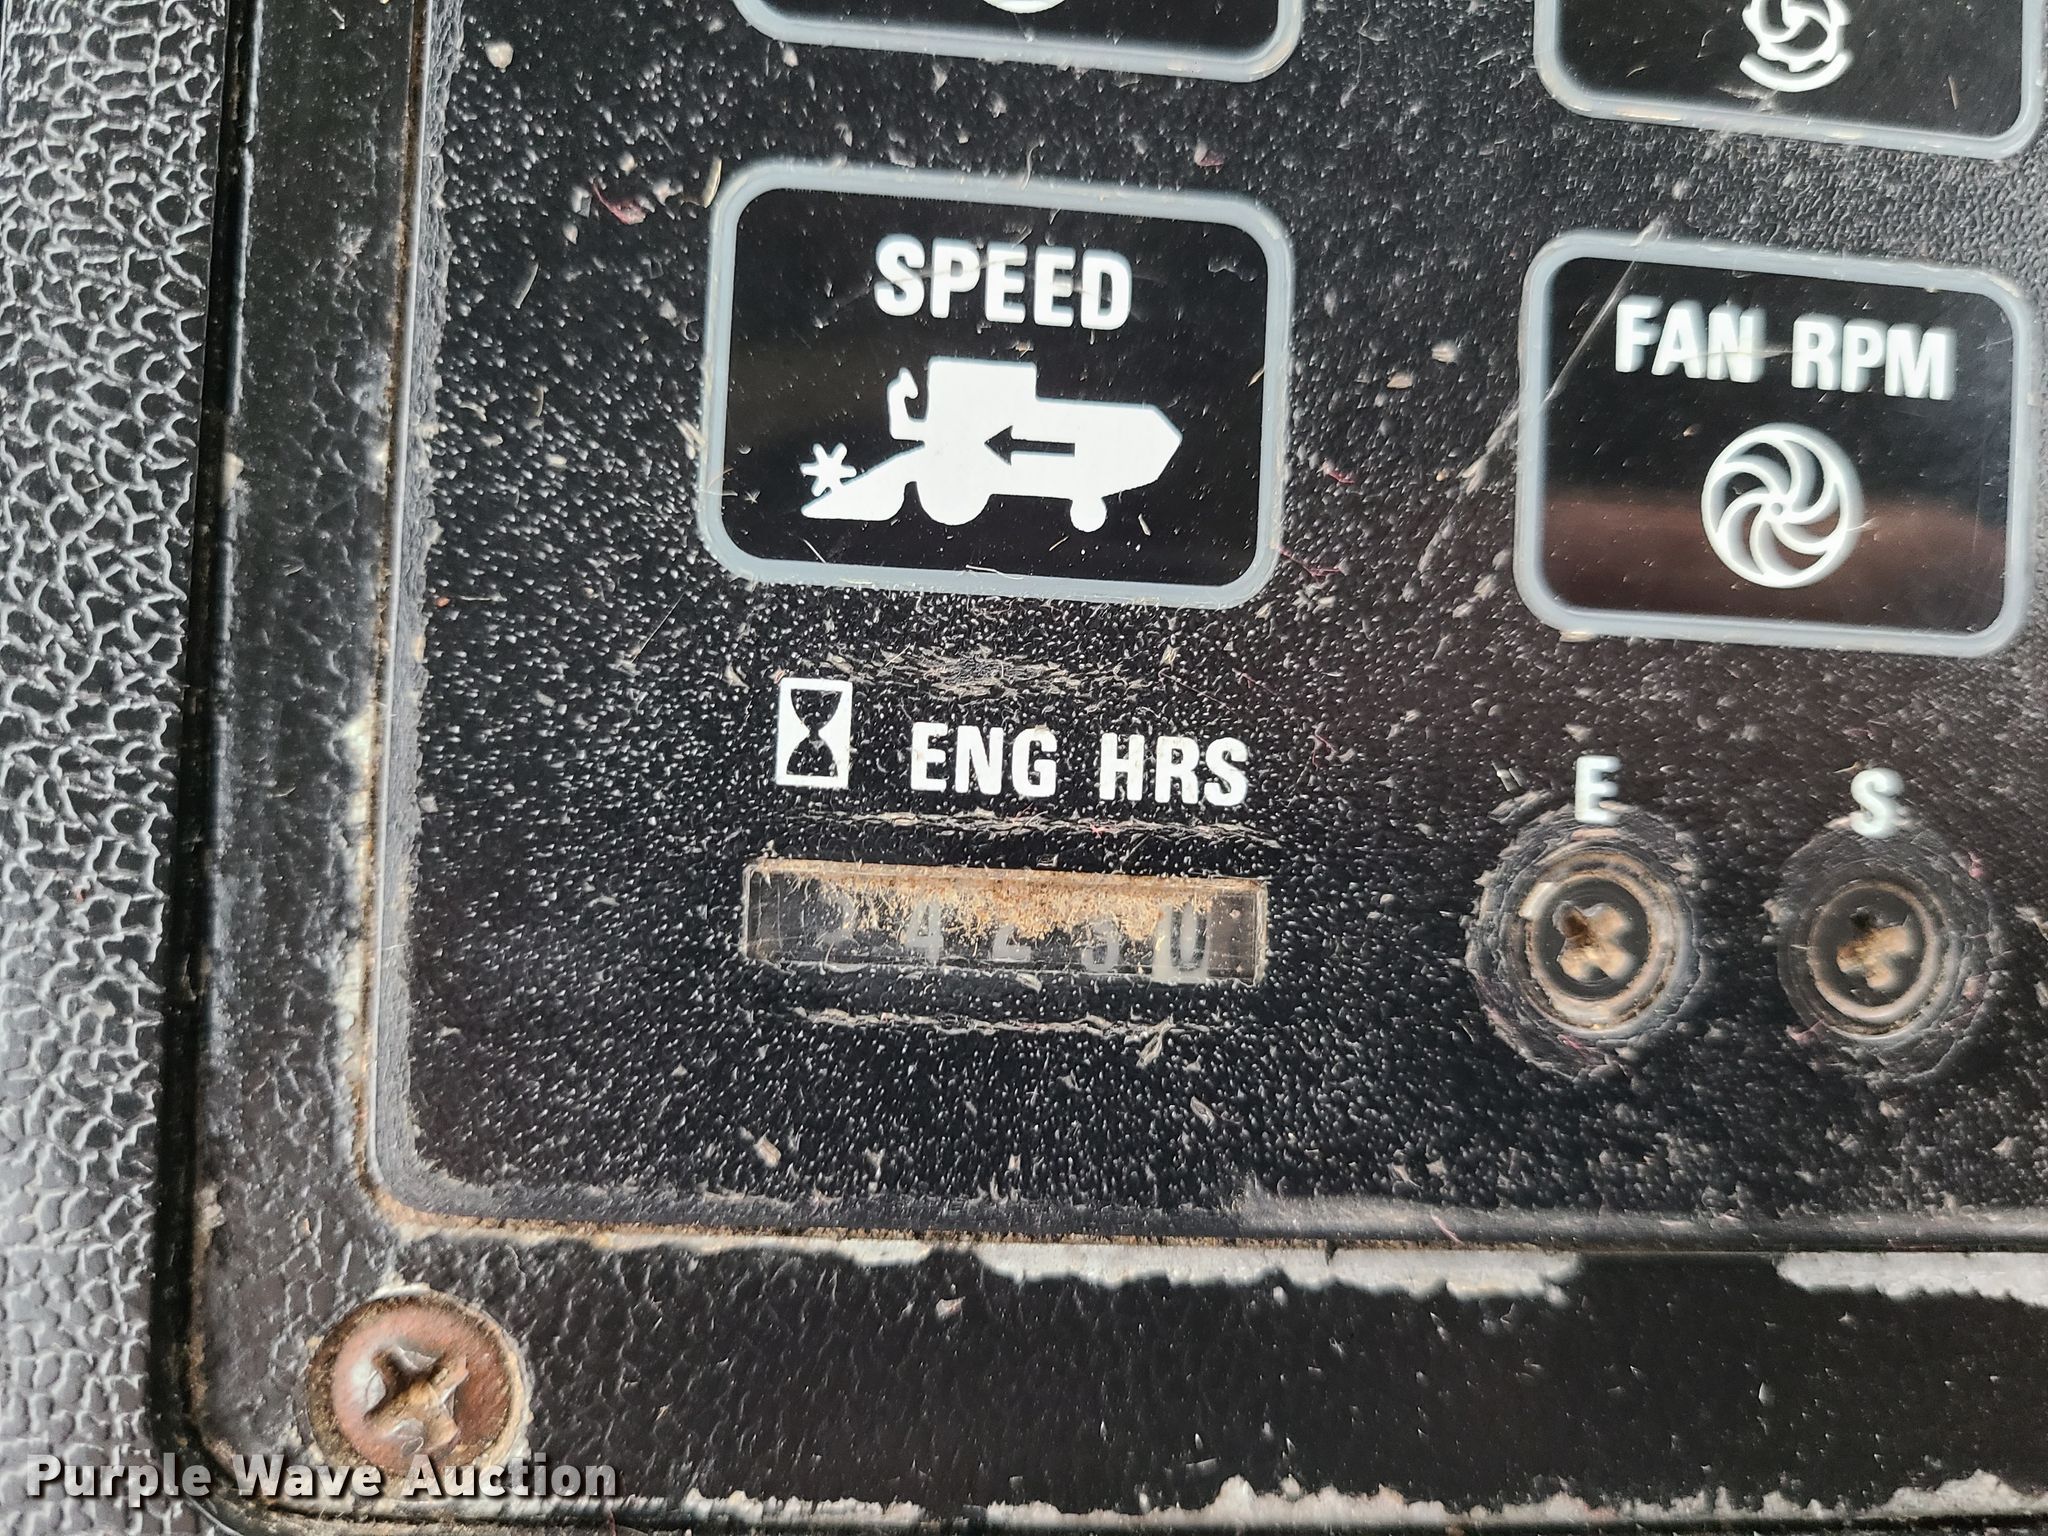 SPEED
FAN RPM
ENG HRS
E
S
Purple Wave Auction